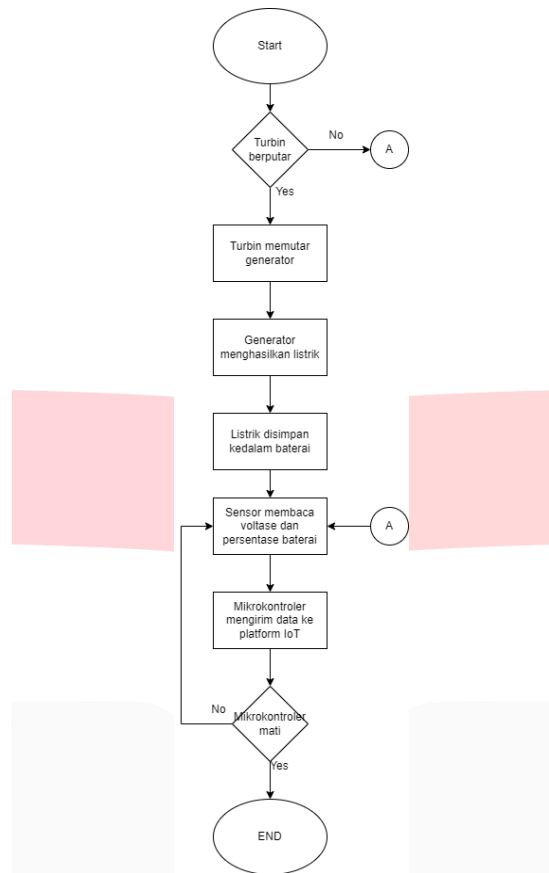 Start
Turbin
berputar
No
A
Yes
Turbin memutar
generator
Generator
menghasilkan listrik
Listrik disimpan
kedalam baterai
Sensor membaca
voltase dan
persentase baterai
A
Mikrokontroler
mengirim data ke
platform IoT
No
Mikrokontroler
mati
Yes
END